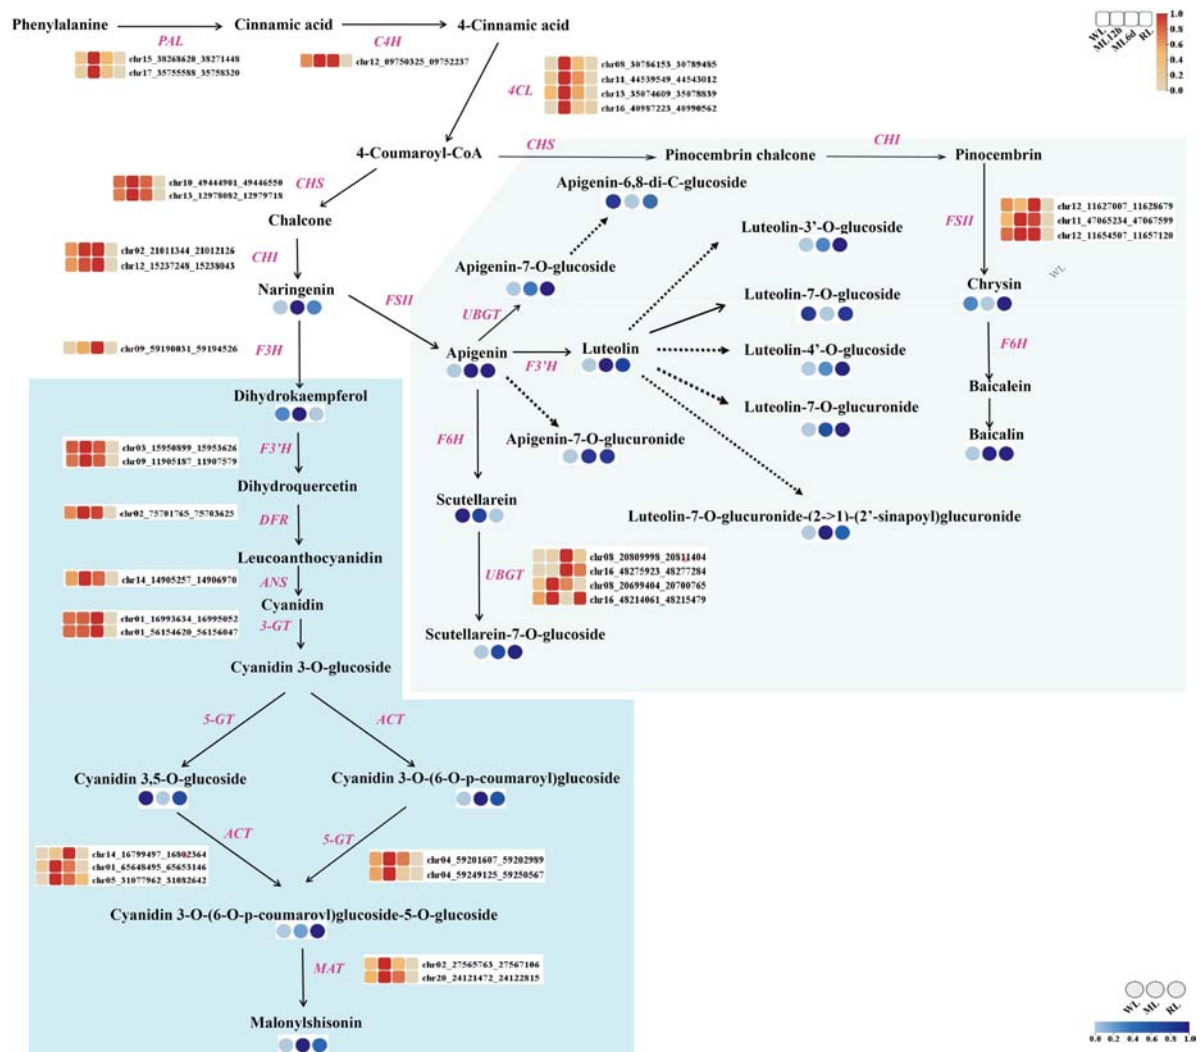 Phenylalanine
PAL
Cinnamic acid
C4H
4-Cinnamic acid
chr15_38268620_38271448
chr17_35755588_35758320
chr12_09750325_09752237
4CL
chr08_30786153_30789485
chr11_44539549_44543012
chr13_35074609_35078839
chr16_40987223_40990562
WL
ML12h
ML6d
RL
1.0
0.8
0.6
0.4
0.2
0.0
4-Coumaroyl-CoA
CHS
Pinocembrin chalcone
CHI
Pinocembrin
chr10_49444901_49446550
chr13_12978082_12979718
CHS
Chalcone
Apigenin-6,8-di-C-glucoside
FSII
chr12_11627007_11628679
chr11_47065234_47067599
chr12_11654507_11657120
WL
chr02_21011344_21012126
chr12_15237248_15238043
CHI
Naringenin
FSII
Apigenin-7-O-glucoside
UBGT
Luteolin-3'-O-glucoside
Luteolin-7-O-glucoside
Chrysin
F6H
chr09_59190031_59194526
F3H
Apigenin
F3'H
Luteolin
Luteolin-4'-O-glucoside
Baicalein
Dihydrokaempferol
Luteolin-7-O-glucuronide
Baicalin
chr03_15950899_15953626
chr09_11905187_11907579
F3'H
F6H
Apigenin-7-O-glucuronide
Dihydroquercetin
Scutellarein
chr02_75701765_75703625
DFR
Luteolin-7-O-glucuronide-(2->1)-(2'-sinapoyl)glucuronide
Leucoanthocyanidin
chr14_14905257_14906970
ANS
UBGT
chr08_20809998_20811404
chr16_48275923_48277284
chr08_20699404_20700765
chr16_48214061_48215479
Cyanidin
chr01_16993634_16995052
chr01_56154620_56156047
3-GT
Scutellarein-7-O-glucoside
Cyanidin 3-O-glucoside
5-GT
ACT
Cyanidin 3,5-O-glucoside
Cyanidin 3-O-(6-O-p-coumaroyl)glucoside
ACT
5-GT
chr14_16799497_16802364
chr01_65648495_65653146
chr05_31077962_31082642
chr04_59201607_59202989
chr04_59249125_59250567
Cyanidin 3-O-(6-O-p-coumaroyl)glucoside-5-O-glucoside
MAT
chr02_27565763_27567106
chr20_24121472_24122815
Malonylshisonin
WL
ML
RL
0.0 0.2 0.4 0.6 0.8 1.0